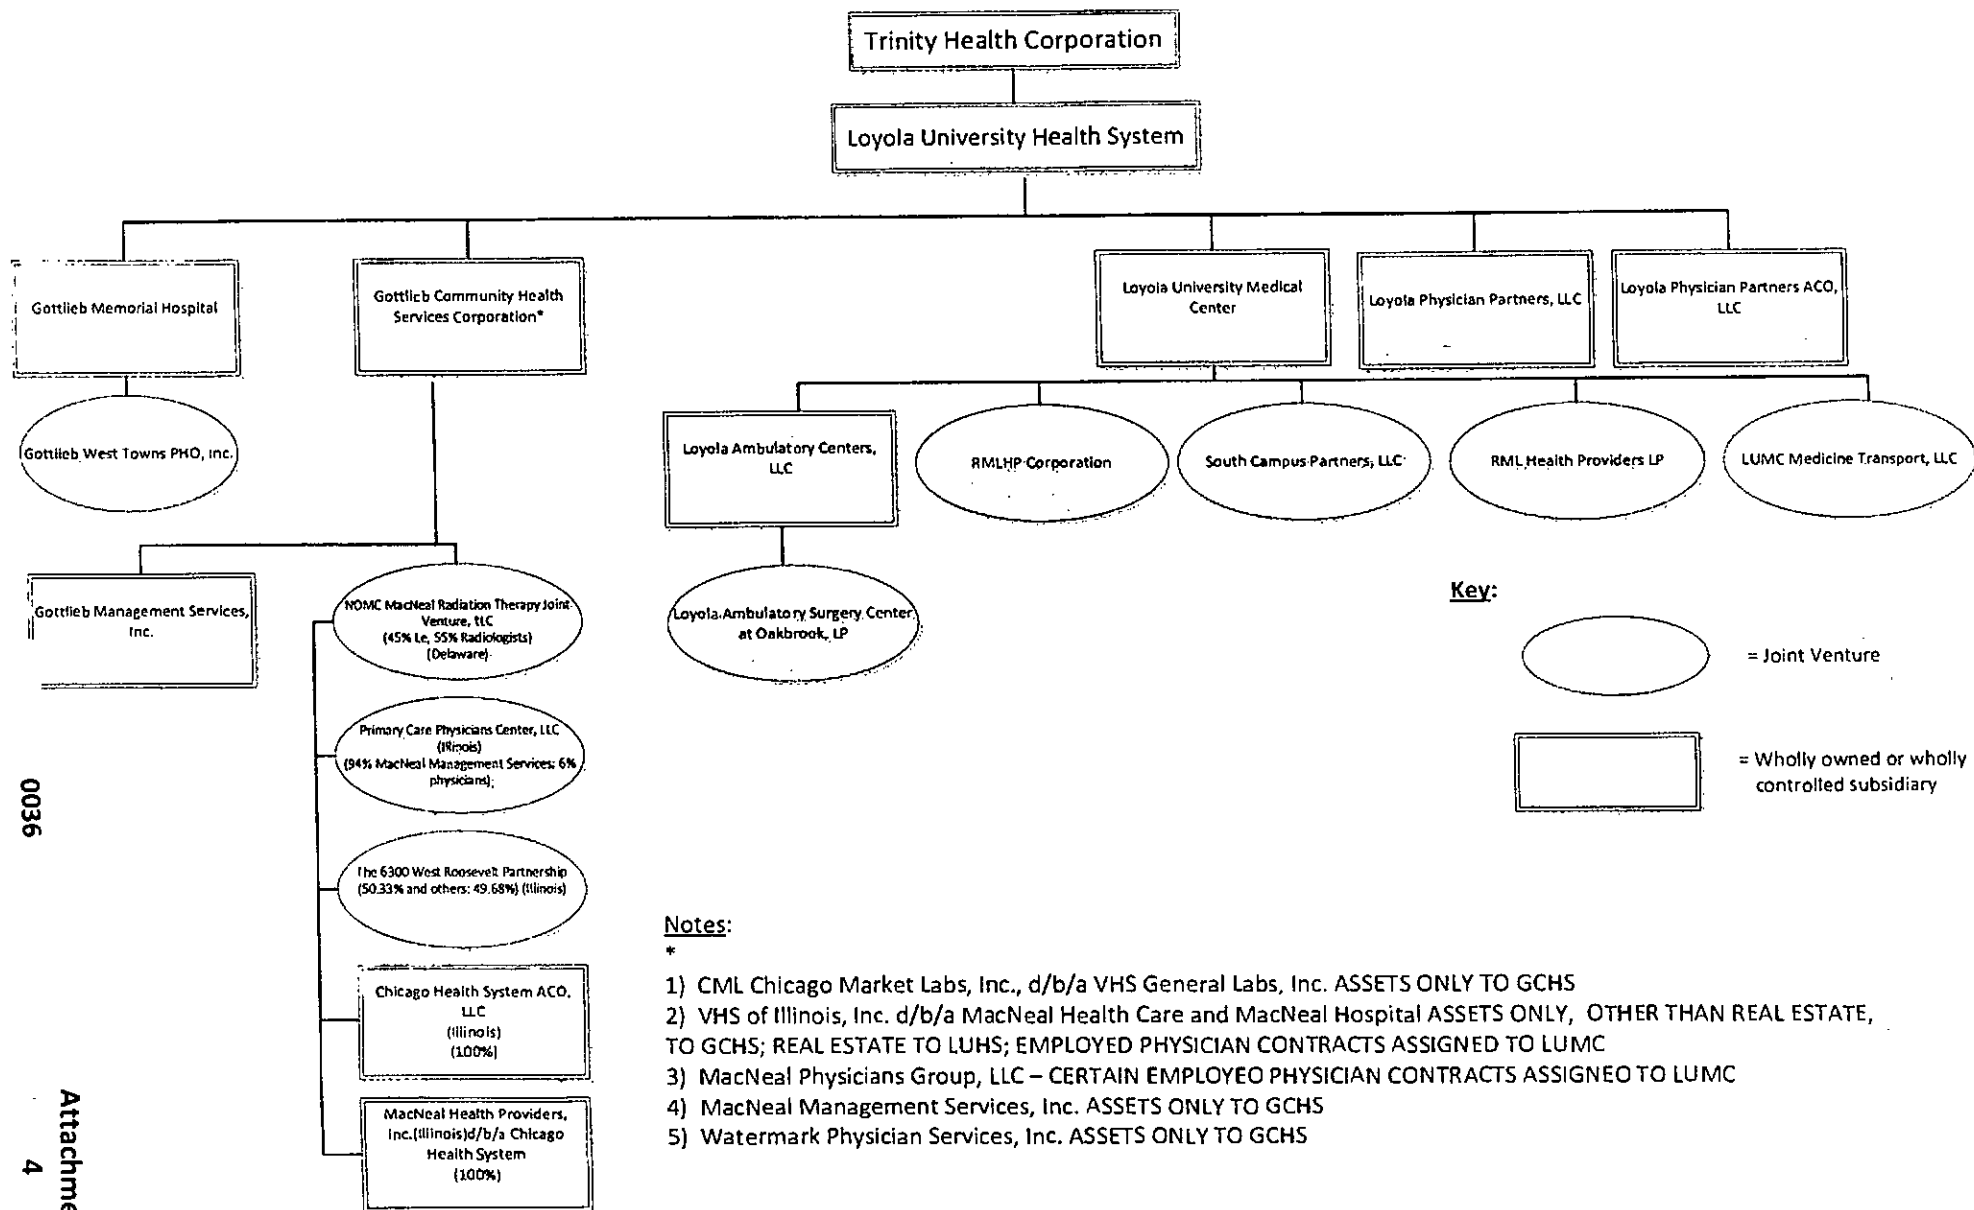 Trinity Health Corporation
Loyola University Health System
Gottlieb Memorial Hospital
Gottlieb Community Health
Services Corporation*
Loyola University Medical
Center
Loyola Physician Partners, LLC
Loyola Physician Partners ACO,
LLC
Gottlieb West Towns PHO, Inc.
Loyola Ambulatory Centers,
LLC
RMLHP Corporation
South Campus Partners, LLC
RML Health Providers LP
LUMC Medicine Transport, LLC
Gottlieb Management Services,
Inc.
NOMC MacNeal Radiation Therapy Joint
Venture, LLC
(45% Le, 55% Radiologists)
(Delaware)
Loyola Ambulatory Surgery Center
at Oakbrook, LP
Primary Care Physicians Center, LLC
(Illinois)
(94% MacNeal Management Services; 6%
physicians)
The 6300 West Roosevelt Partnership
(50.33% and others: 49.68%) (Illinois)
Chicago Health System ACO,
LLC
(Illinois)
(100%)
MacNeal Health Providers,
Inc.(Illinois)d/b/a Chicago
Health System
(100%)
Key:
= Joint Venture
= Wholly owned or wholly
controlled subsidiary
Notes:
*
1) CML Chicago Market Labs, Inc., d/b/a VHS General Labs, Inc. ASSETS ONLY TO GCHS
2) VHS of Illinois, Inc. d/b/a MacNeal Health Care and MacNeal Hospital ASSETS ONLY, OTHER THAN REAL ESTATE,
TO GCHS; REAL ESTATE TO LUHS; EMPLOYED PHYSICIAN CONTRACTS ASSIGNED TO LUMC
3) MacNeal Physicians Group, LLC – CERTAIN EMPLOYEO PHYSICIAN CONTRACTS ASSIGNEO TO LUMC
4) MacNeal Management Services, Inc. ASSETS ONLY TO GCHS
5) Watermark Physician Services, Inc. ASSETS ONLY TO GCHS
0036
Attachme
4